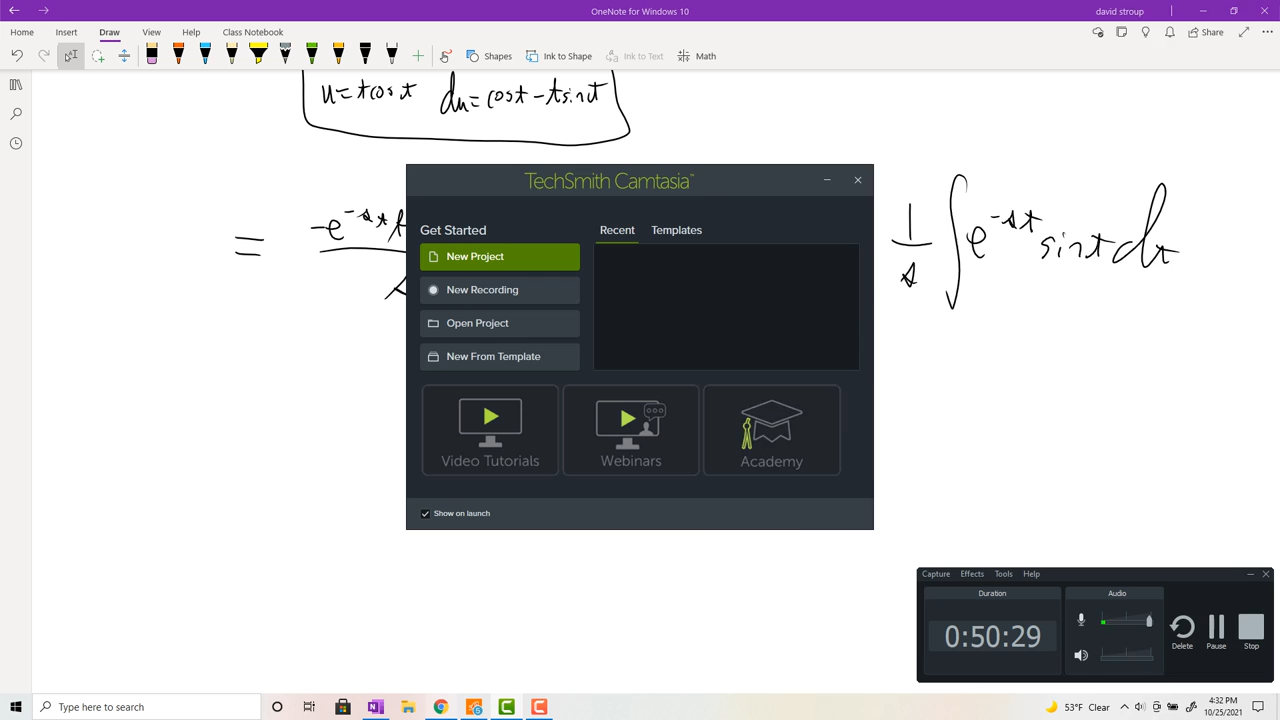 OneNote for Windows 10
david stroup
Home Insert Draw View Help Class Notebook
Share
Shapes Ink to Shape Ink to Text Math
u=tcost du=cost-tsint
TechSmith Camtasia™
Get Started
Recent Templates
New Project
New Recording
Open Project
New From Template
Video Tutorials Webinars Academy
Show on launch
= -e^-st 1/s ∫e^-st sint dt
Capture Effects Tools Help
Duration Audio
0:50:29
Delete Pause Stop
Type here to search
53°F Clear
4:32 PM
10/25/2021